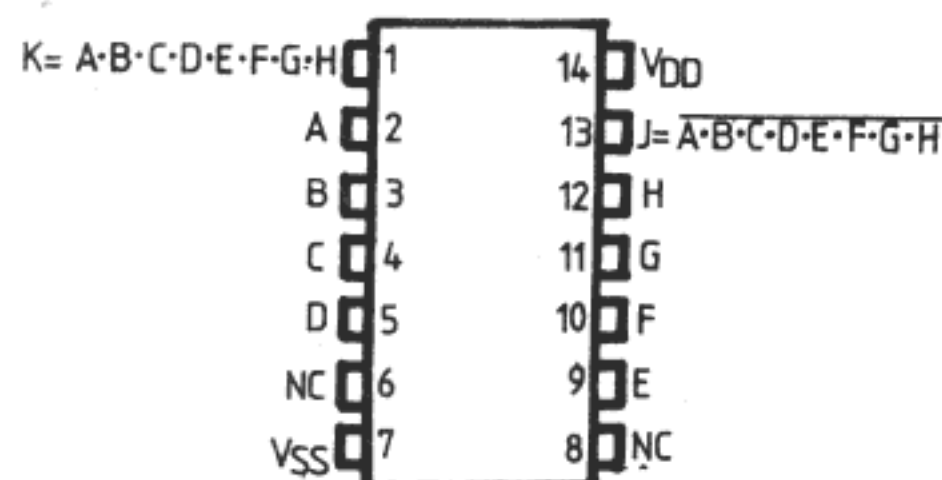 K= A·B·C·D·E·F·G·H 1 14 VDD
A 2 13 J= A̅·̅B̅·̅C̅·̅D̅·̅E̅·̅F̅·̅G̅·̅H̅
B 3 12 H
C 4 11 G
D 5 10 F
NC 6 9 E
VSS 7 8 NC